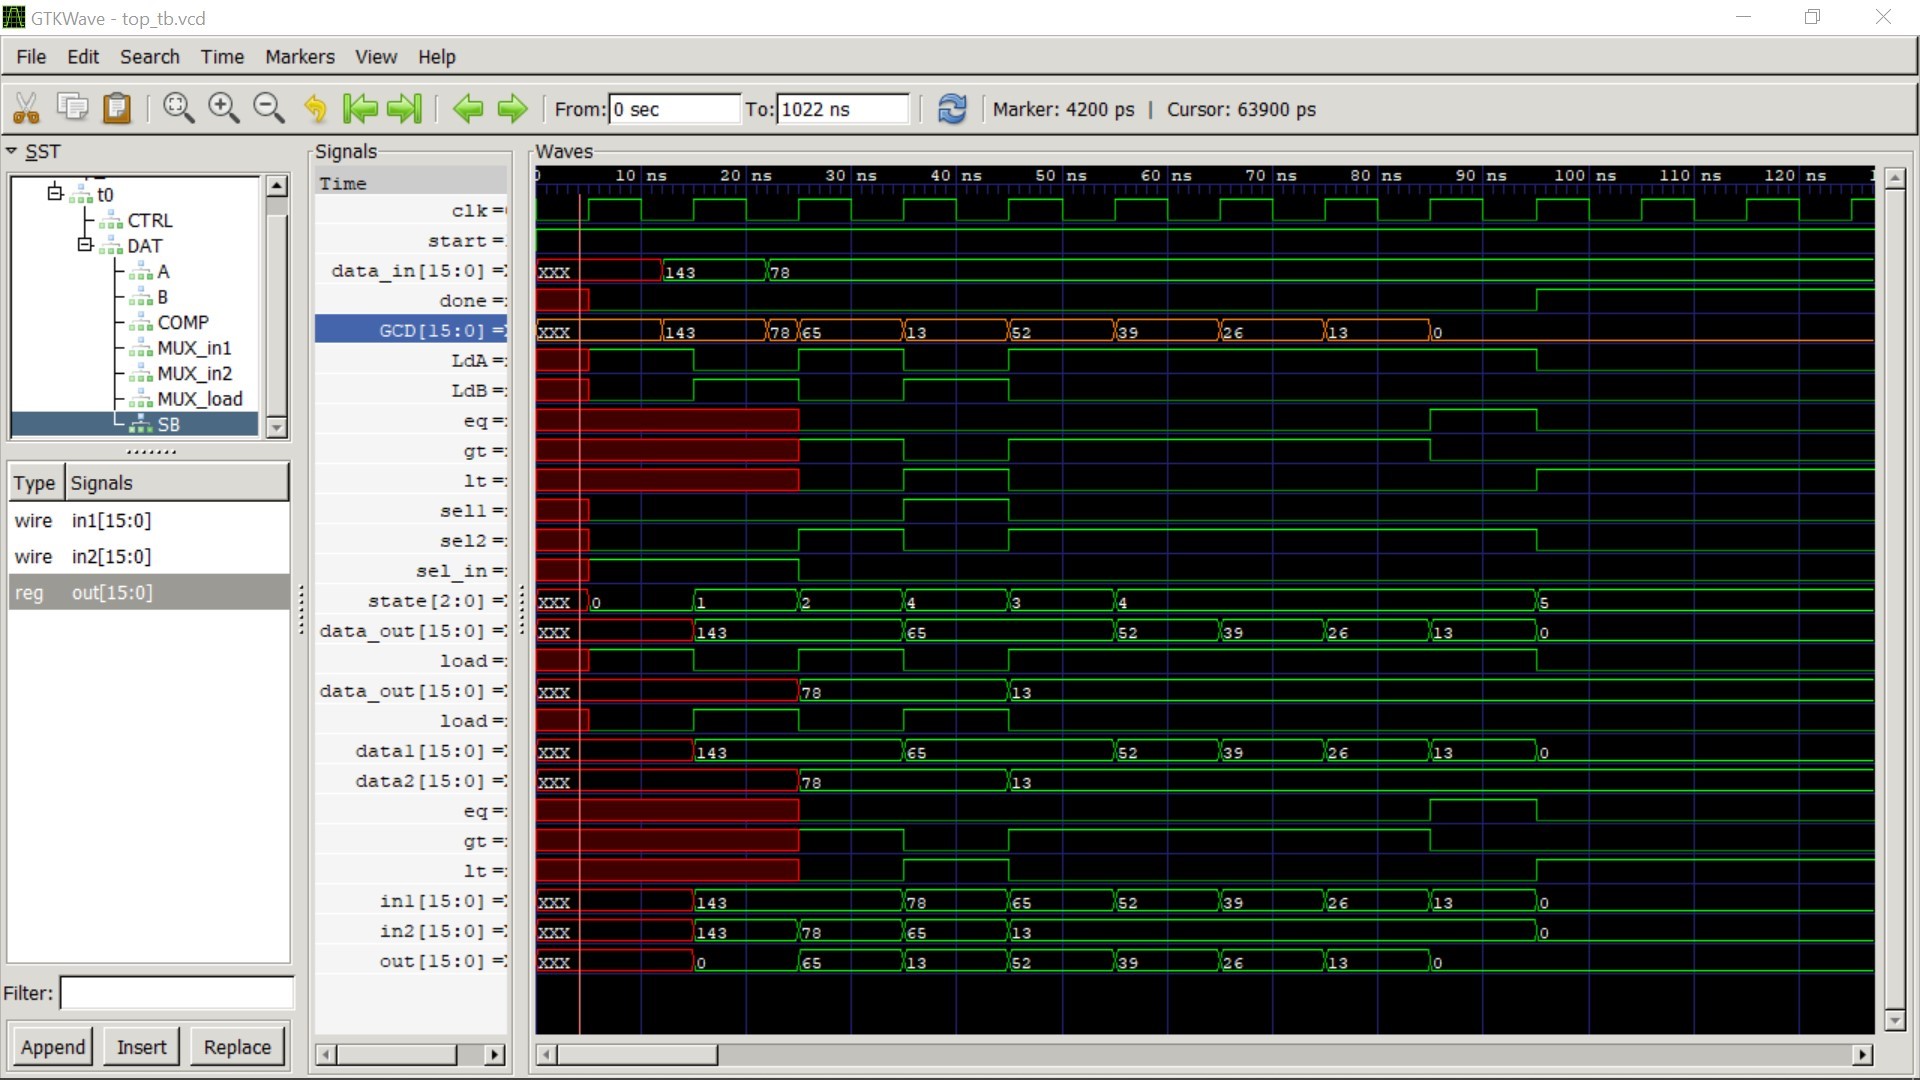 GTKWave - top_tb.vcd
File Edit Search Time Markers View Help
From: 0 sec To: 1022 ns Marker: 4200 ps | Cursor: 63900 ps
SST
t0
CTRL
DAT
A
B
COMP
MUX_in1
MUX_in2
MUX_load
SB
Type Signals
wire in1[15:0]
wire in2[15:0]
reg out[15:0]
Filter:
Append Insert Replace
Signals
Time
clk =
start =
data_in[15:0] =
done =
GCD[15:0] =
LdA =
LdB =
eq =
gt =
lt =
sel1 =
sel2 =
sel_in =
state[2:0] =
data_out[15:0] =
load =
data_out[15:0] =
load =
data1[15:0] =
data2[15:0] =
eq =
gt =
lt =
in1[15:0] =
in2[15:0] =
out[15:0] =
Waves
10 ns 20 ns 30 ns 40 ns 50 ns 60 ns 70 ns 80 ns 90 ns 100 ns 110 ns 120 ns
XXX 143 78
XXX 143 78 65 13 52 39 26 13 0
XXX 0 1 2 4 3 4 5
XXX 143 65 52 39 26 13 0
XXX 78 13
XXX 143 65 52 39 26 13 0
XXX 78 13
XXX 143 78 65 52 39 26 13 0
XXX 143 78 65 13 0
XXX 0 65 13 52 39 26 13 0